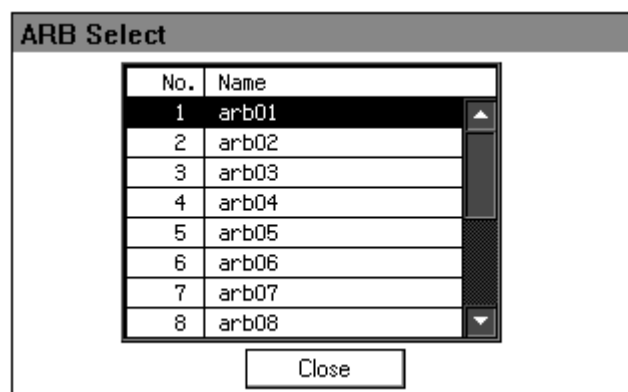 ARB Select
No. Name
1 arb01
2 arb02
3 arb03
4 arb04
5 arb05
6 arb06
7 arb07
8 arb08
Close